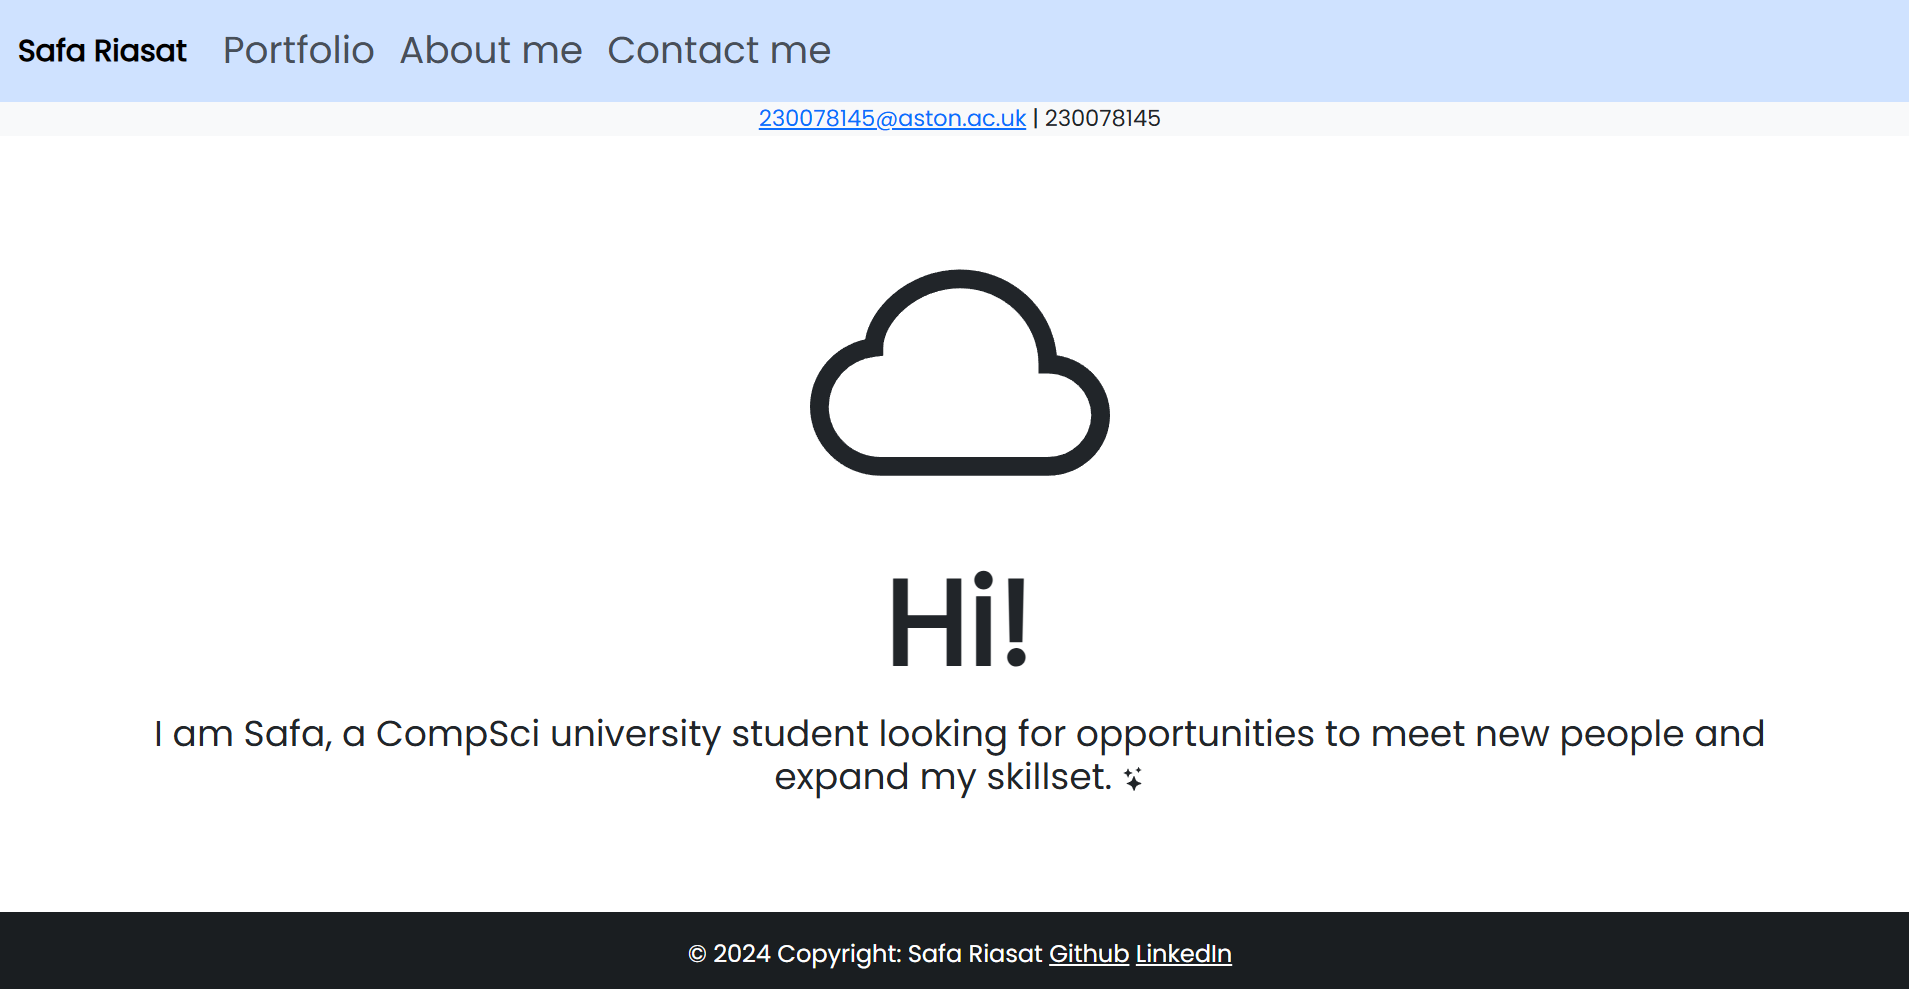 Safa Riasat Portfolio About me Contact me
230078145@aston.ac.uk | 230078145
Hi!
I am Safa, a CompSci university student looking for opportunities to meet new people and
expand my skillset.
© 2024 Copyright: Safa Riasat Github LinkedIn